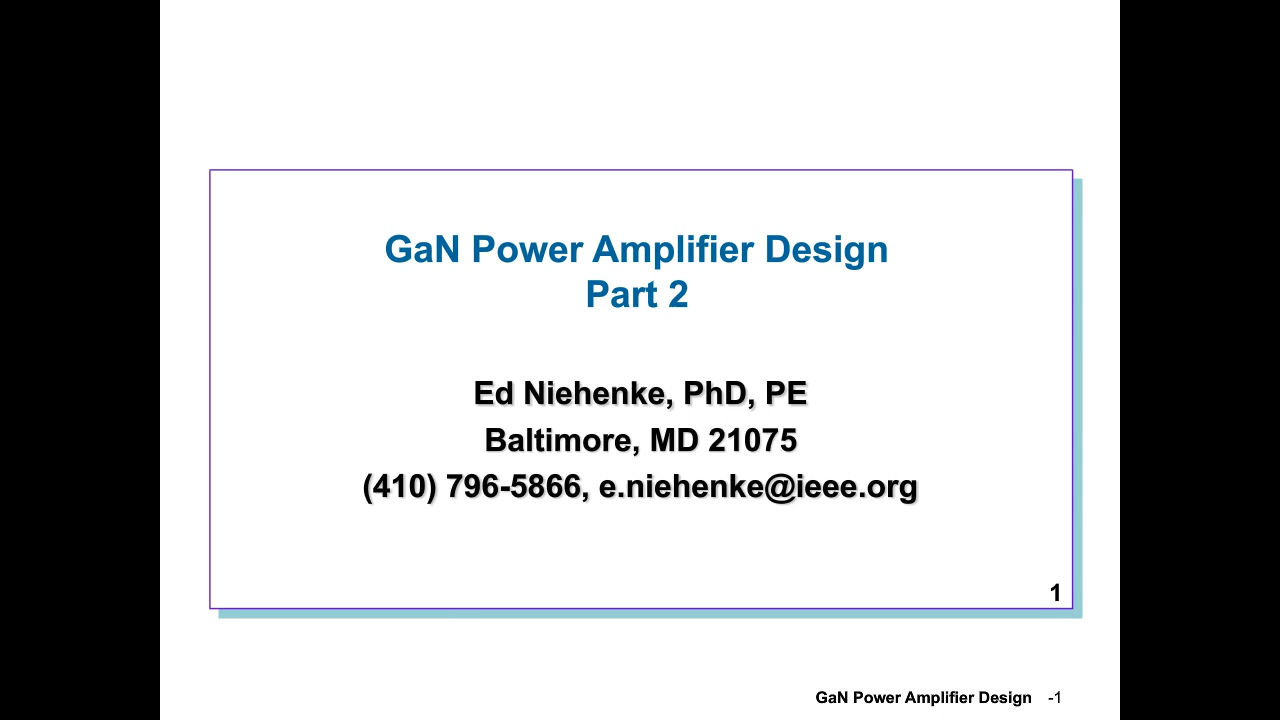 GaN Power Amplifier Design
Part 2
Ed Niehenke, PhD, PE
Baltimore, MD 21075
(410) 796-5866, e.niehenke@ieee.org
1
GaN Power Amplifier Design -1